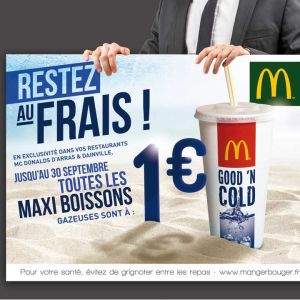 RESTEZ
AU FRAIS !
EN EXCLUSIVITÉ DANS VOS RESTAURANTS
MC DONALDS D'ARRAS & DAINVILLE,
JUSQU'AU 30 SEPTEMBRE
TOUTES LES
MAXI BOISSONS
GAZEUSES SONT À :
1€
GOOD 'N
COLD
Pour votre santé, évitez de grignoter entre les repas - www.mangerbouger.fr